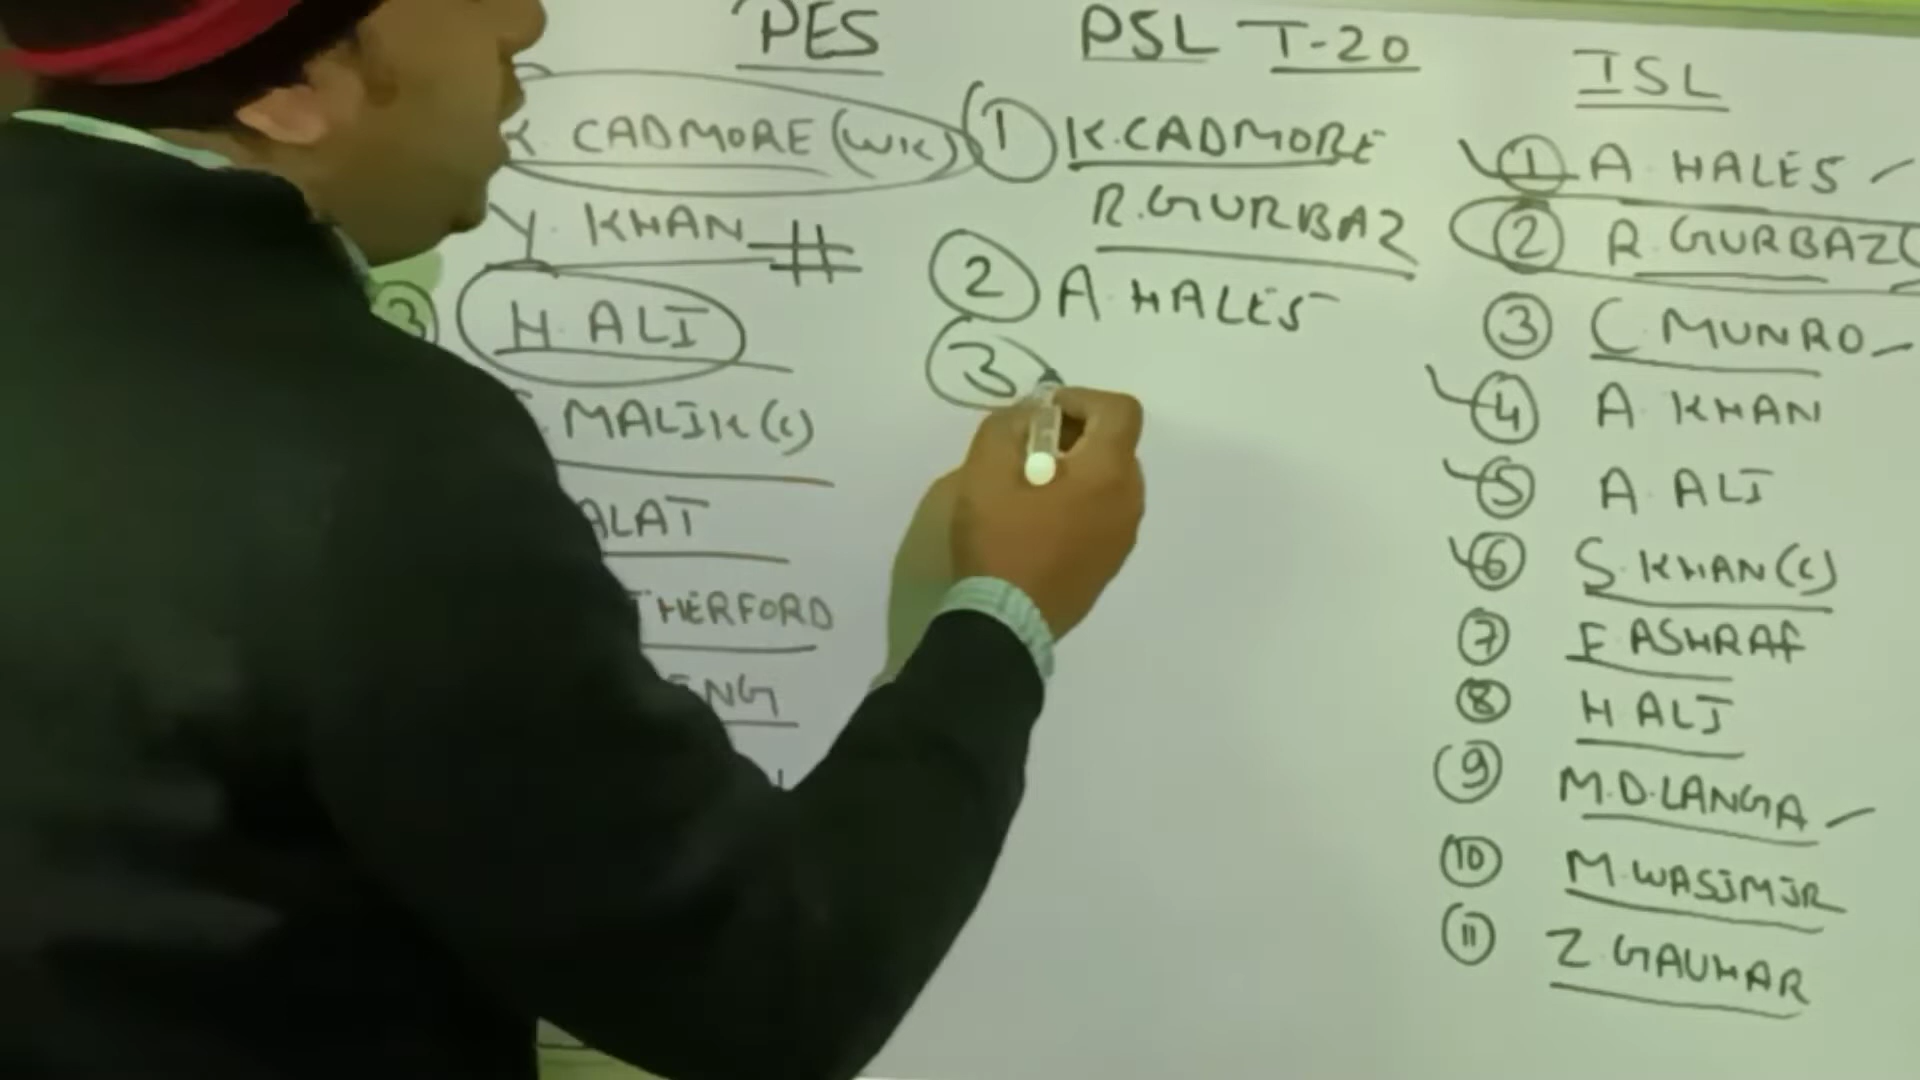 PES
K. CADMORE (WK)
Y. KHAN #
3 H. ALI
MALIK (C)
ALAT
THERFORD
ENG
PSL T-20
1 K. CADMORE
R. GURBAZ
2 A. HALES
3
ISL
1 A. HALES
2 R. GURBAZ (
3 C MUNRO
4 A. KHAN
5 A. ALI
6 S. KHAN (C)
7 F ASHRAF
8 H ALI
9 M.D. LANGA
10 M. WASIM JR
11 Z. GAUHAR